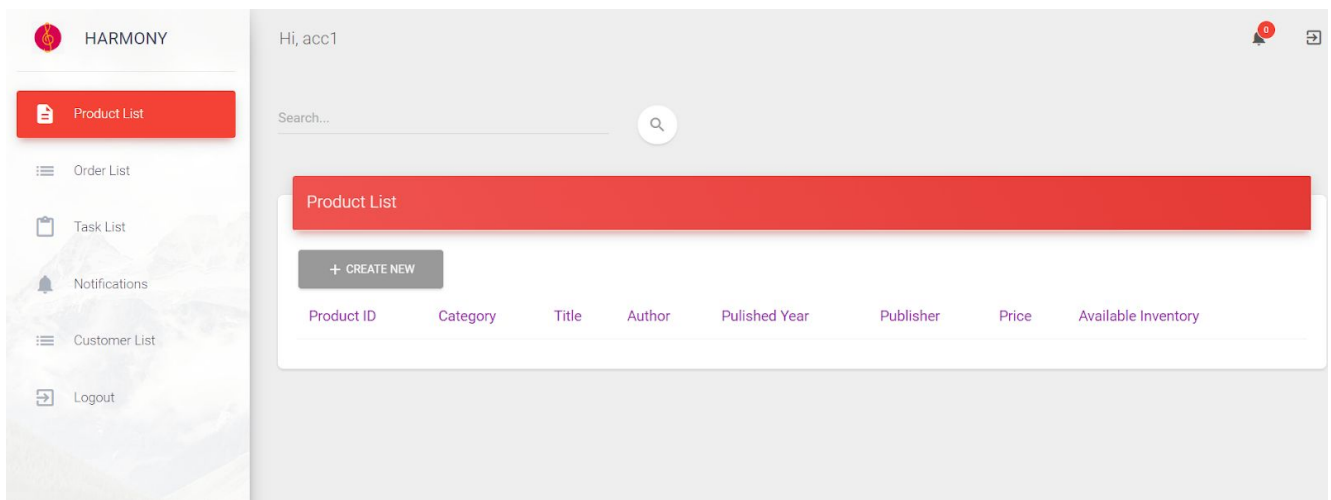 HARMONY
Hi, acc1
0
Product List
Order List
Task List
Notifications
Customer List
Logout
Search...
Product List
+ CREATE NEW
Product ID Category Title Author Pulished Year Publisher Price Available Inventory